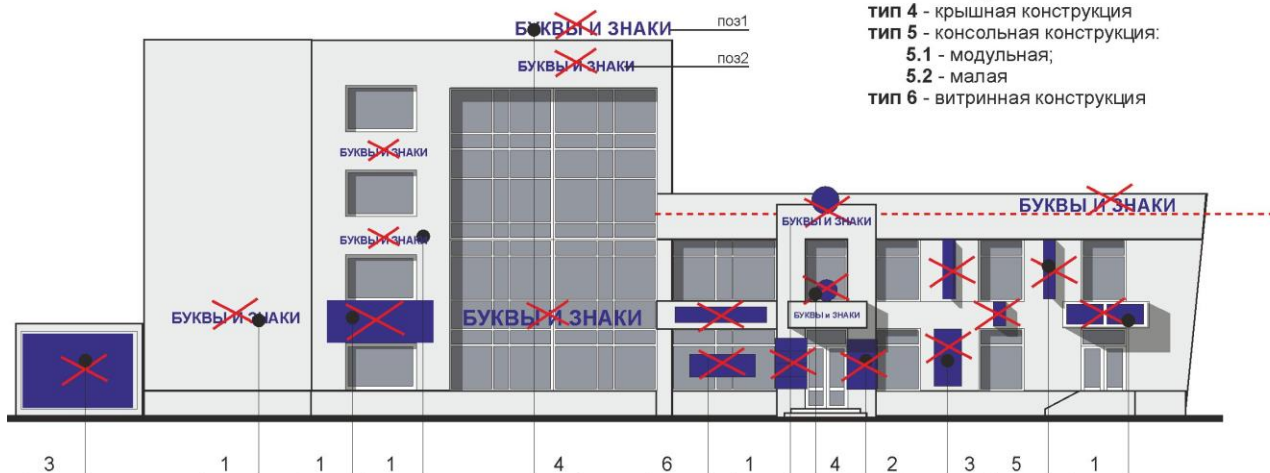 тип 4 - крышная конструкция
тип 5 - консольная конструкция:
5.1 - модульная;
5.2 - малая
тип 6 - витринная конструкция
БУКВЫ И ЗНАКИ
поз1
БУКВЫ И ЗНАКИ
поз2
БУКВЫ И ЗНАКИ
БУКВЫ И ЗНАКИ
БУКВЫ И ЗНАКИ
БУКВЫ И ЗНАКИ
БУКВЫ И ЗНАКИ
БУКВЫ И ЗНАКИ
БУКВЫ и ЗНАКИ
3 1 1 1 4 6 1 4 2 3 5 1